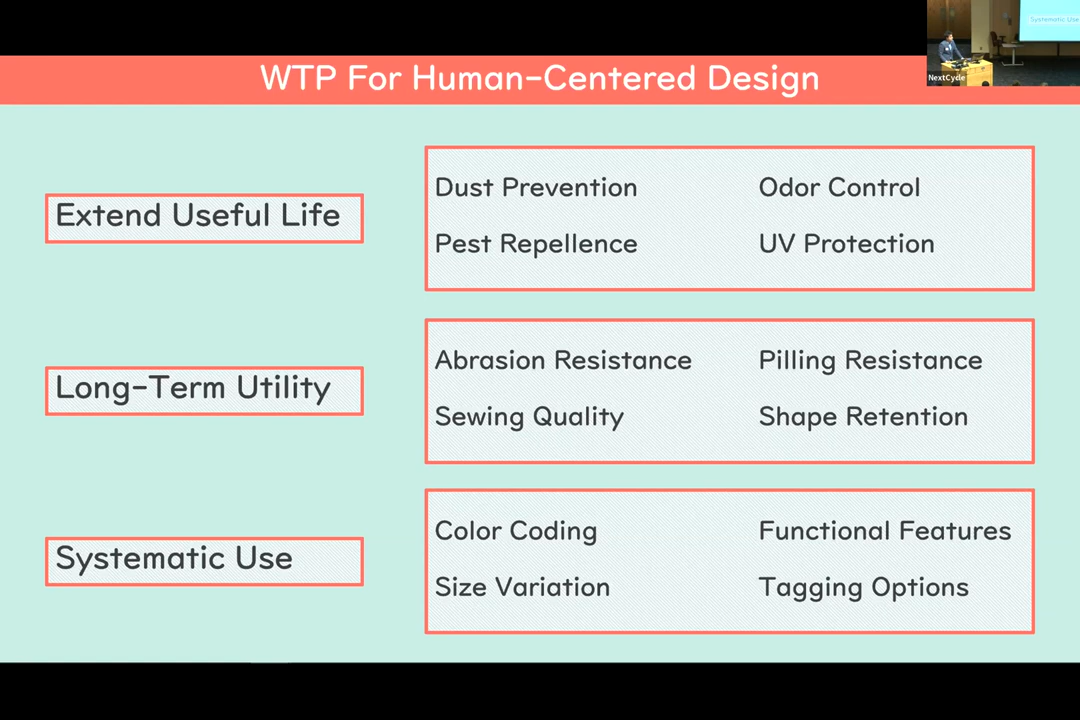 WTP For Human-Centered Design
Systematic Use
NextCycle
Extend Useful Life
Dust Prevention
Odor Control
Pest Repellence
UV Protection
Long-Term Utility
Abrasion Resistance
Pilling Resistance
Sewing Quality
Shape Retention
Systematic Use
Color Coding
Functional Features
Size Variation
Tagging Options